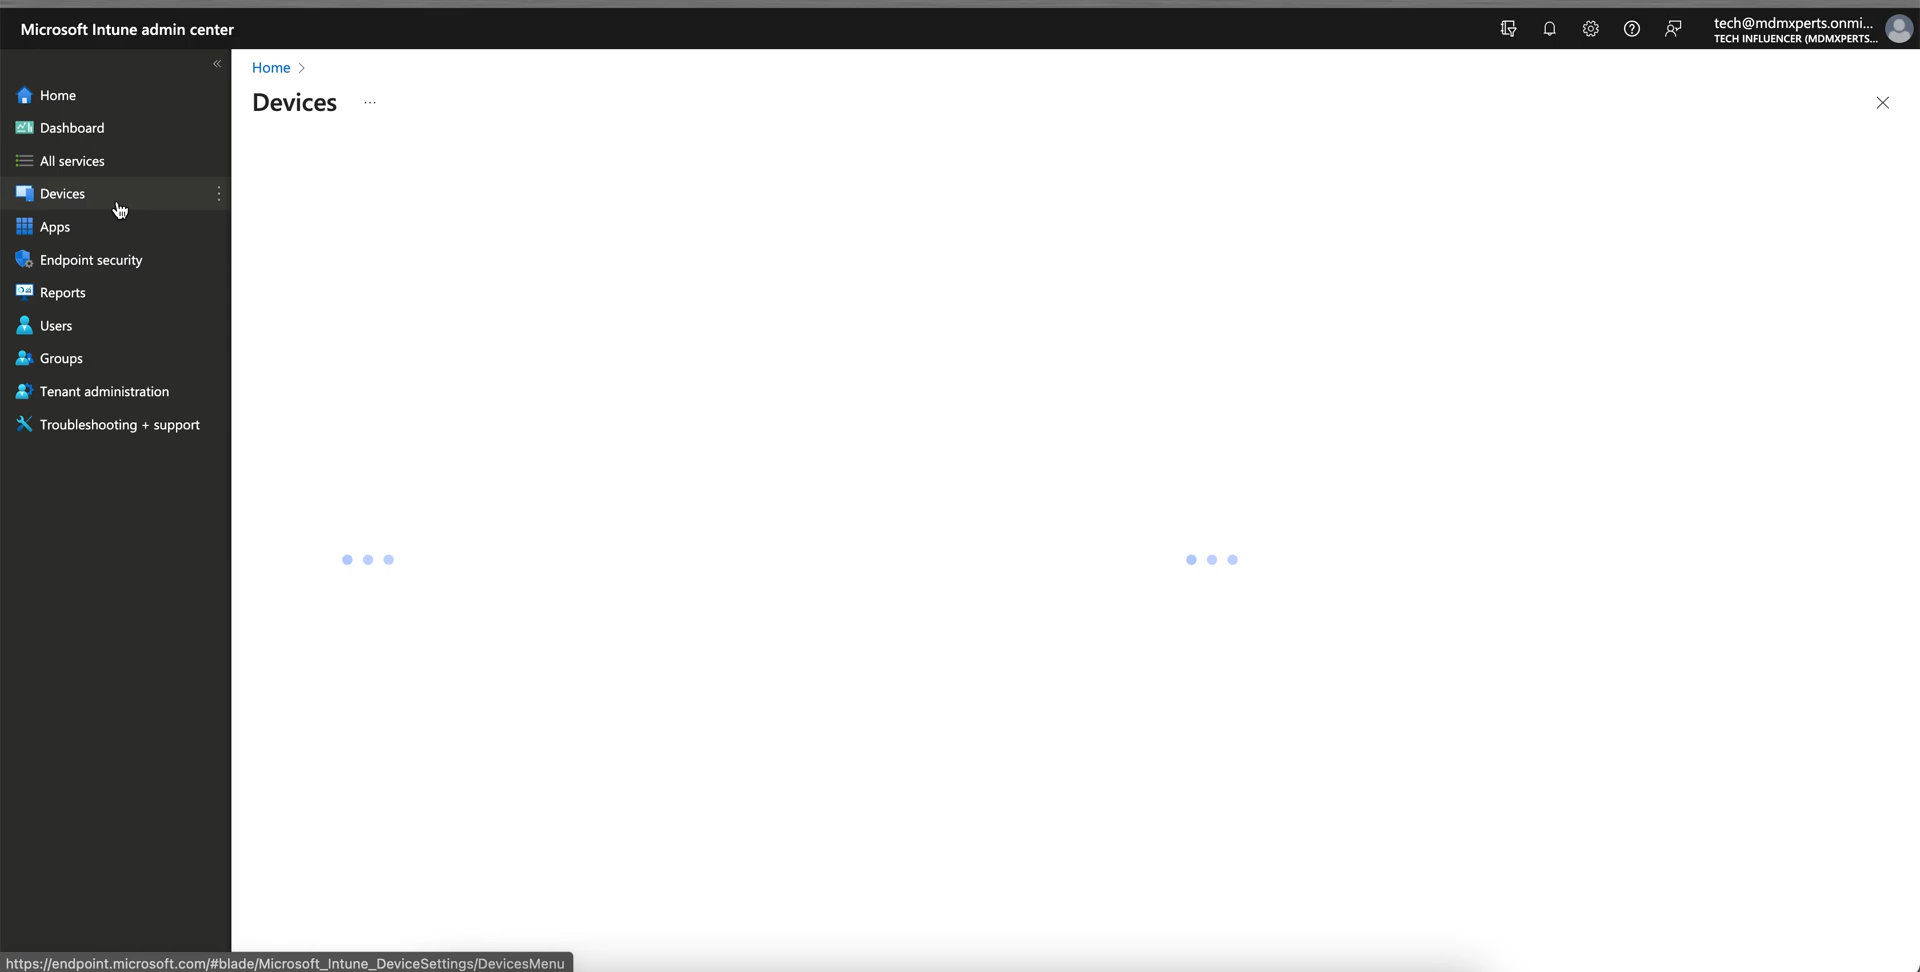 Microsoft Intune admin center
tech@mdmxperts.onmi...
TECH INFLUENCER (MDMXPERTS...
Home
Dashboard
All services
Devices
Apps
Endpoint security
Reports
Users
Groups
Tenant administration
Troubleshooting + support
Home
Devices
https://endpoint.microsoft.com/#blade/Microsoft_Intune_DeviceSettings/DevicesMenu